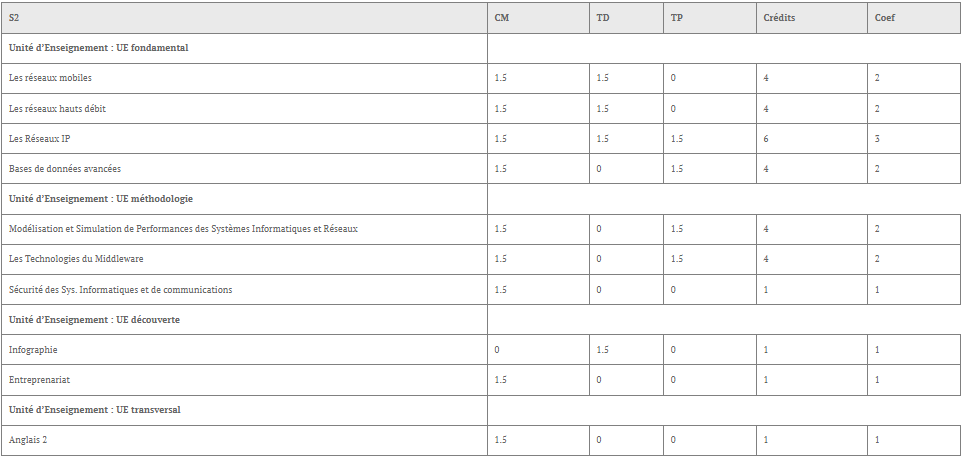 S2 CM TD TP Crédits Coef
Unité d'Enseignement : UE fondamental
Les réseaux mobiles 1.5 1.5 0 4 2
Les réseaux hauts débit 1.5 1.5 0 4 2
Les Réseaux IP 1.5 1.5 1.5 6 3
Bases de données avancées 1.5 0 1.5 4 2
Unité d'Enseignement : UE méthodologie
Modélisation et Simulation de Performances des Systèmes Informatiques et Réseaux 1.5 0 1.5 4 2
Les Technologies du Middleware 1.5 0 1.5 4 2
Sécurité des Sys. Informatiques et de communications 1.5 0 0 1 1
Unité d'Enseignement : UE découverte
Infographie 0 1.5 0 1 1
Entreprenariat 1.5 0 0 1 1
Unité d'Enseignement : UE transversal
Anglais 2 1.5 0 0 1 1